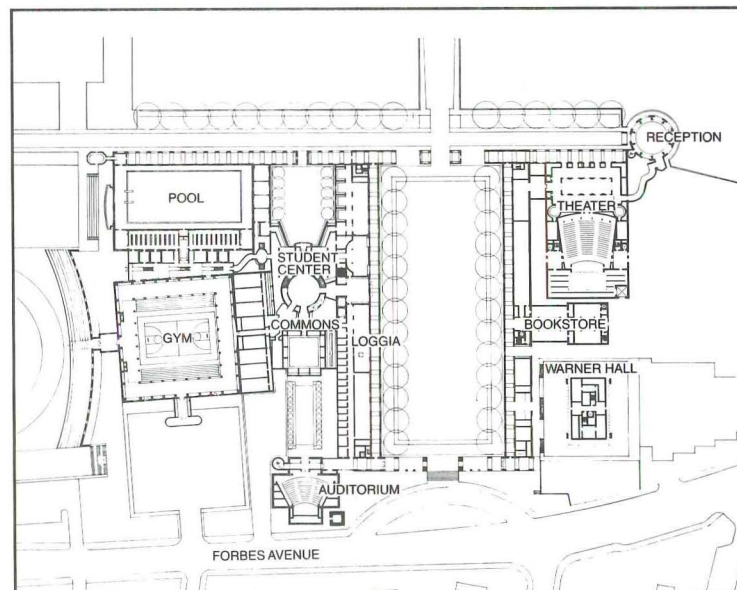 RECEPTION
POOL
THEATER
STUDENT
CENTER
COMMONS
BOOKSTORE
GYM
LOGGIA
WARNER HALL
AUDITORIUM
FORBES AVENUE